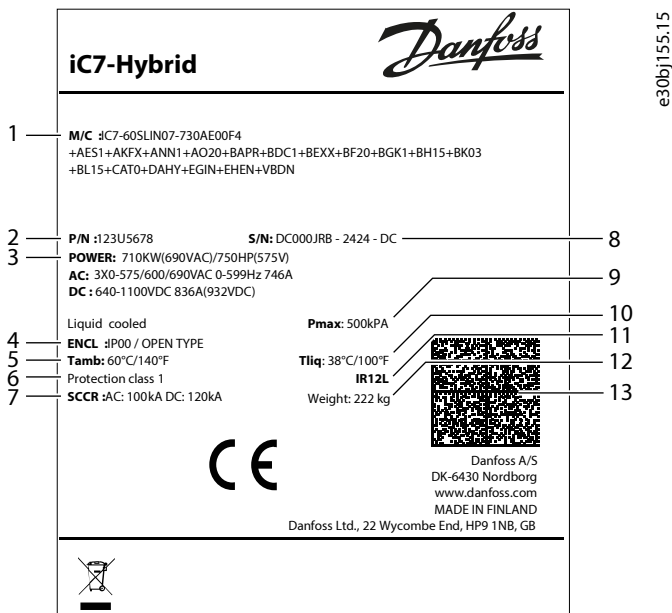 Danfoss
iC7-Hybrid
e30bj155.15
1
M/C :IC7-60SLIN07-730AE00F4
+AES1+AKFX+ANN1+AO20+BAPR+BDC1+BEXX+BF20+BGK1+BH15+BK03
+BL15+CAT0+DAHY+EGIN+EHEN+VBDN
2 P/N :123U5678 S/N: DC000JRB - 2424 - DC 8
3 POWER: 710KW(690VAC)/750HP(575V)
AC: 3X0-575/600/690VAC 0-599Hz 746A
9
DC : 640-1100VDC 836A(932VDC)
Liquid cooled Pmax: 500kPA 10
4 ENCL :IP00 / OPEN TYPE 11
5 Tamb: 60°C/140°F Tliq: 38°C/100°F 12
6 Protection class 1 IR12L
7 SCCR :AC: 100kA DC: 120kA Weight: 222 kg 13
CE
Danfoss A/S
DK-6430 Nordborg
www.danfoss.com
MADE IN FINLAND
Danfoss Ltd., 22 Wycombe End, HP9 1NB, GB